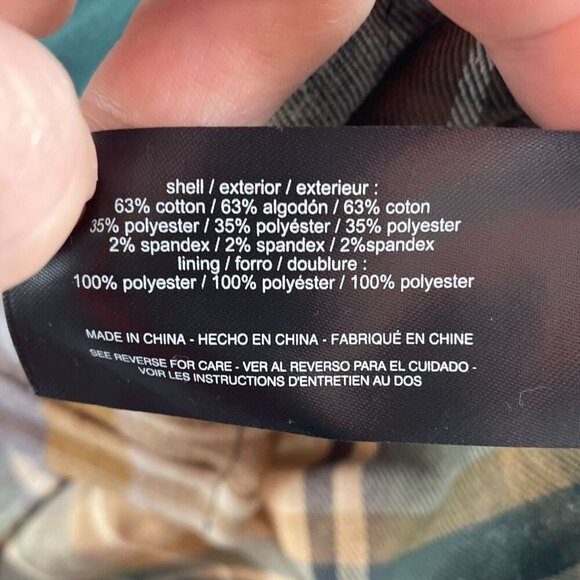 shell / exterior / exterieur :
63% cotton / 63% algodón / 63% coton
35% polyester / 35% polyéster / 35% polyester
2% spandex / 2% spandex / 2%spandex
lining / forro / doublure :
100% polyester / 100% polyéster / 100% polyester
MADE IN CHINA - HECHO EN CHINA - FABRIQUÉ EN CHINE
SEE REVERSE FOR CARE - VER AL REVERSO PARA EL CUIDADO -
VOIR LES INSTRUCTIONS D'ENTRETIEN AU DOS